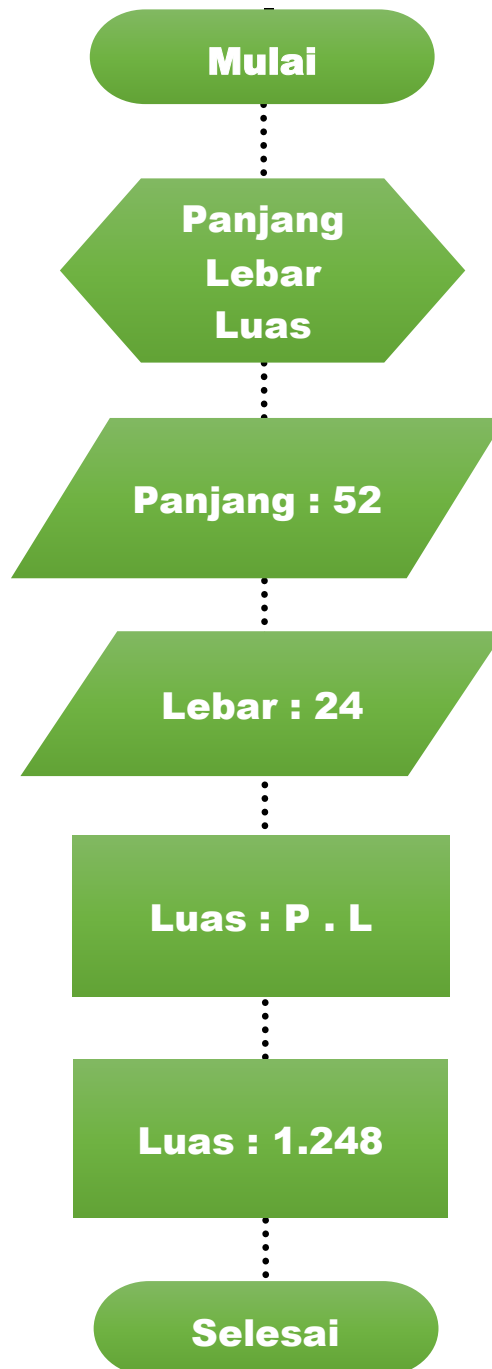 Mulai
Panjang
Lebar
Luas
Panjang : 52
Lebar : 24
Luas : P . L
Luas : 1.248
Selesai